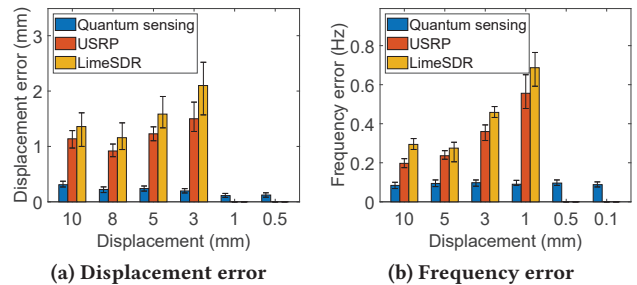 Quantum sensing
USRP
LimeSDR
Displacement error (mm)
3
2
1
0
10 8 5 3 1 0.5
Displacement (mm)
(a) Displacement error
Quantum sensing
USRP
LimeSDR
Frequency error (Hz)
0.8
0.6
0.4
0.2
0
10 5 3 1 0.5 0.1
Displacement (mm)
(b) Frequency error